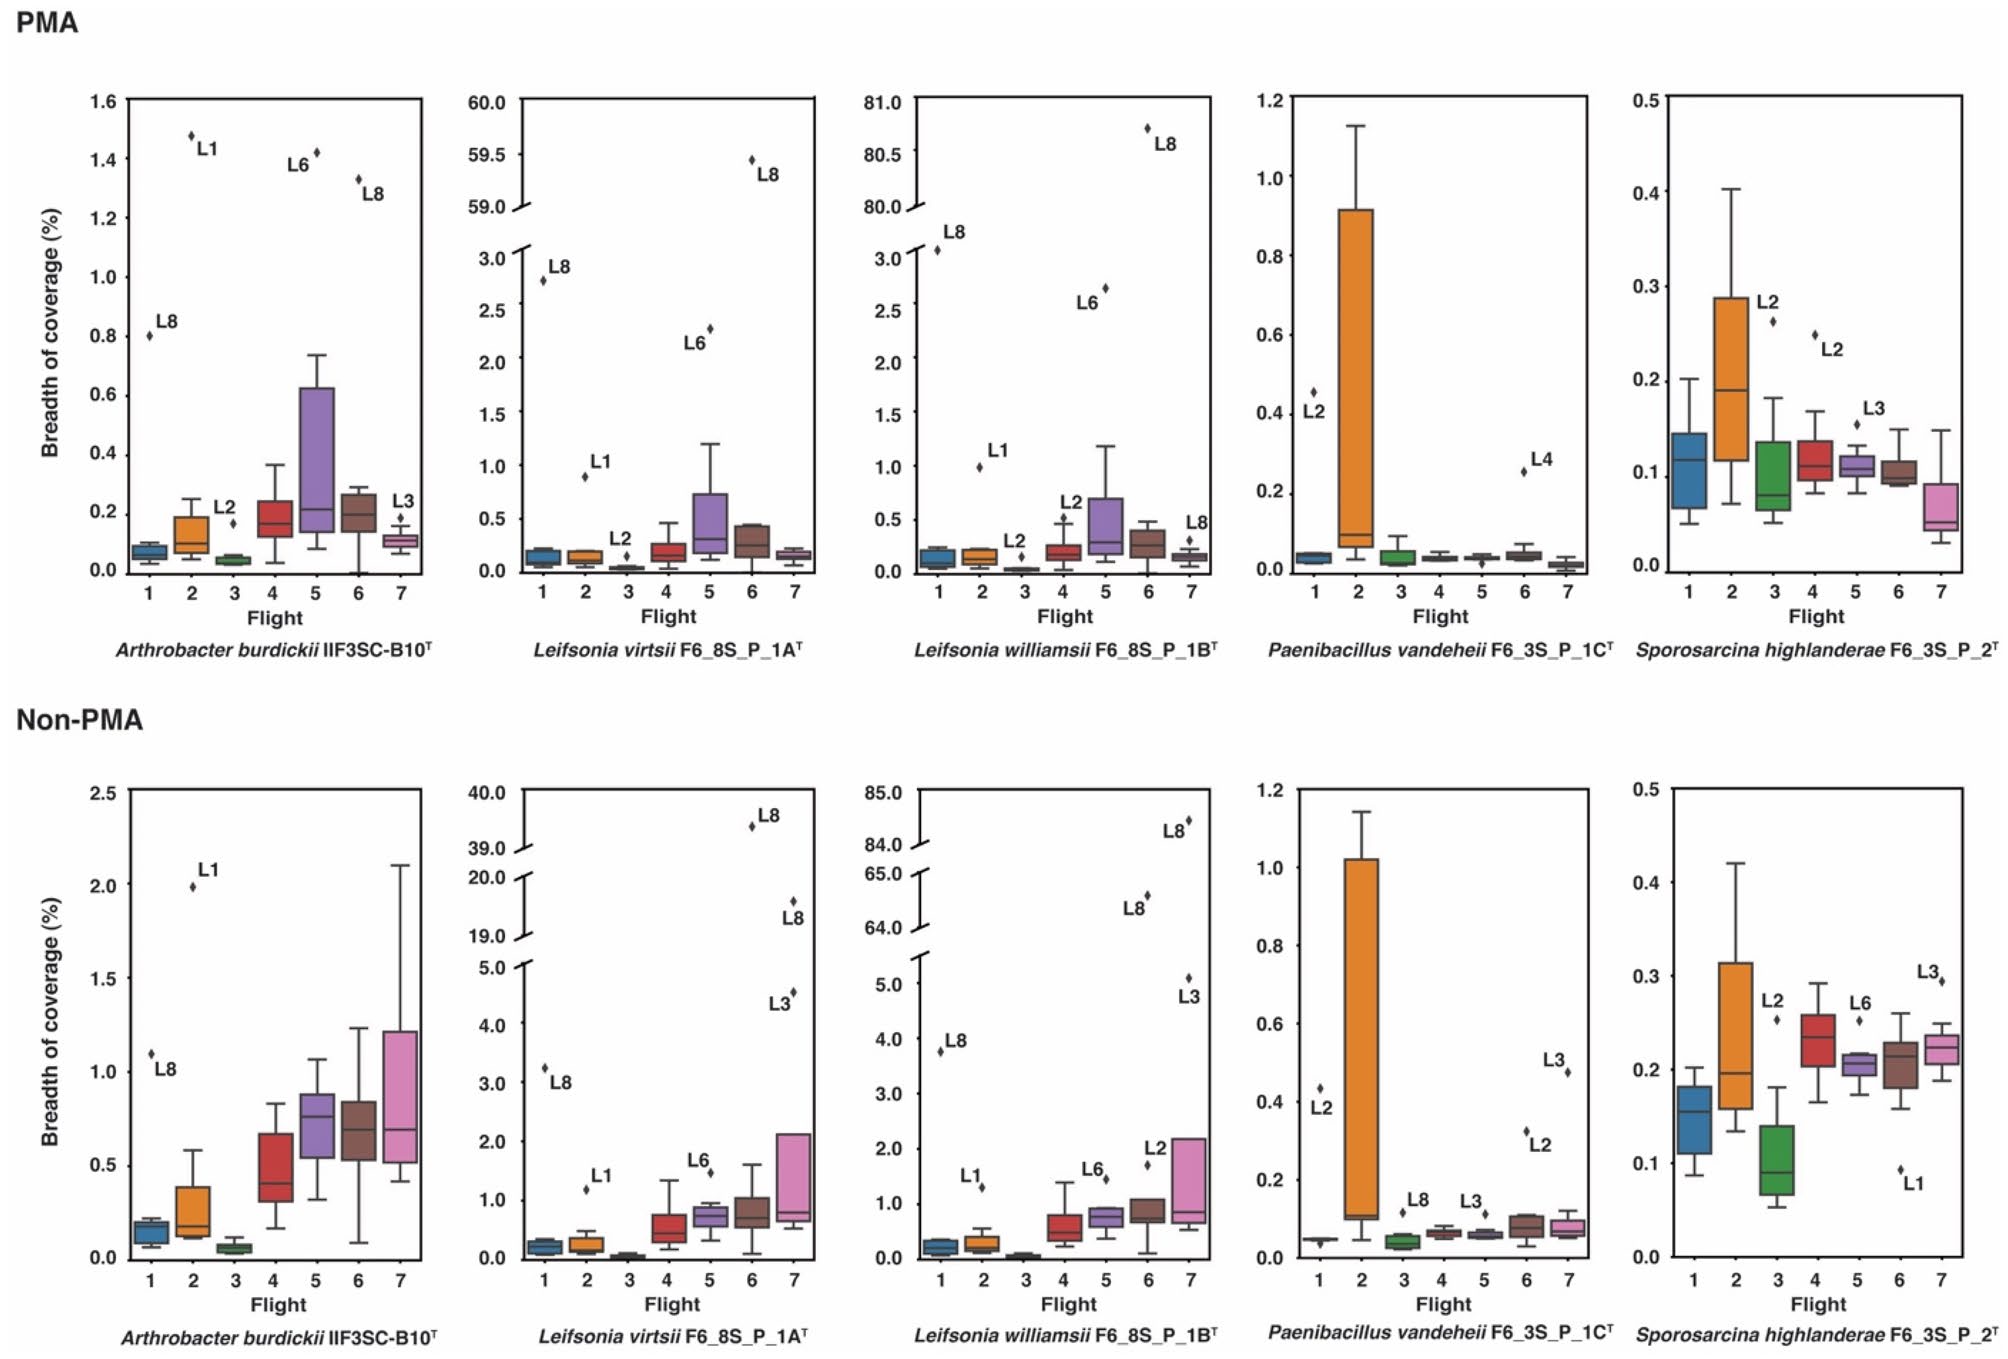 PMA
Breadth of coverage (%)
1.6
1.4
1.2
1.0
0.8
0.6
0.4
0.2
0.0
L8
L1
L2
L6
L8
L3
1 2 3 4 5 6 7
Flight
Arthrobacter burdickii IIF3SC-B10ᵀ
60.0
59.5
59.0
3.0
2.5
2.0
1.5
1.0
0.5
0.0
L8
L1
L2
L6
L8
1 2 3 4 5 6 7
Flight
Leifsonia virtsii F6_8S_P_1Aᵀ
81.0
80.5
80.0
3.0
2.5
2.0
1.5
1.0
0.5
0.0
L8
L1
L2
L2
L6
L8
L8
1 2 3 4 5 6 7
Flight
Leifsonia williamsii F6_8S_P_1Bᵀ
1.2
1.0
0.8
0.6
0.4
0.2
0.0
L2
L4
1 2 3 4 5 6 7
Flight
Paenibacillus vandeheii F6_3S_P_1Cᵀ
0.5
0.4
0.3
0.2
0.1
0.0
L2
L2
L3
1 2 3 4 5 6 7
Flight
Sporosarcina highlanderae F6_3S_P_2ᵀ
Non-PMA
Breadth of coverage (%)
2.5
2.0
1.5
1.0
0.5
0.0
L8
L1
1 2 3 4 5 6 7
Flight
Arthrobacter burdickii IIF3SC-B10ᵀ
40.0
39.0
20.0
19.0
5.0
4.0
3.0
2.0
1.0
0.0
L8
L1
L6
L8
L8
L3
1 2 3 4 5 6 7
Flight
Leifsonia virtsii F6_8S_P_1Aᵀ
85.0
84.0
65.0
64.0
5.0
4.0
3.0
2.0
1.0
0.0
L8
L1
L6
L8
L2
L8
L3
1 2 3 4 5 6 7
Flight
Leifsonia williamsii F6_8S_P_1Bᵀ
1.2
1.0
0.8
0.6
0.4
0.2
0.0
L2
L8
L3
L2
L3
1 2 3 4 5 6 7
Flight
Paenibacillus vandeheii F6_3S_P_1Cᵀ
0.5
0.4
0.3
0.2
0.1
0.0
L2
L6
L1
L3
1 2 3 4 5 6 7
Flight
Sporosarcina highlanderae F6_3S_P_2ᵀ